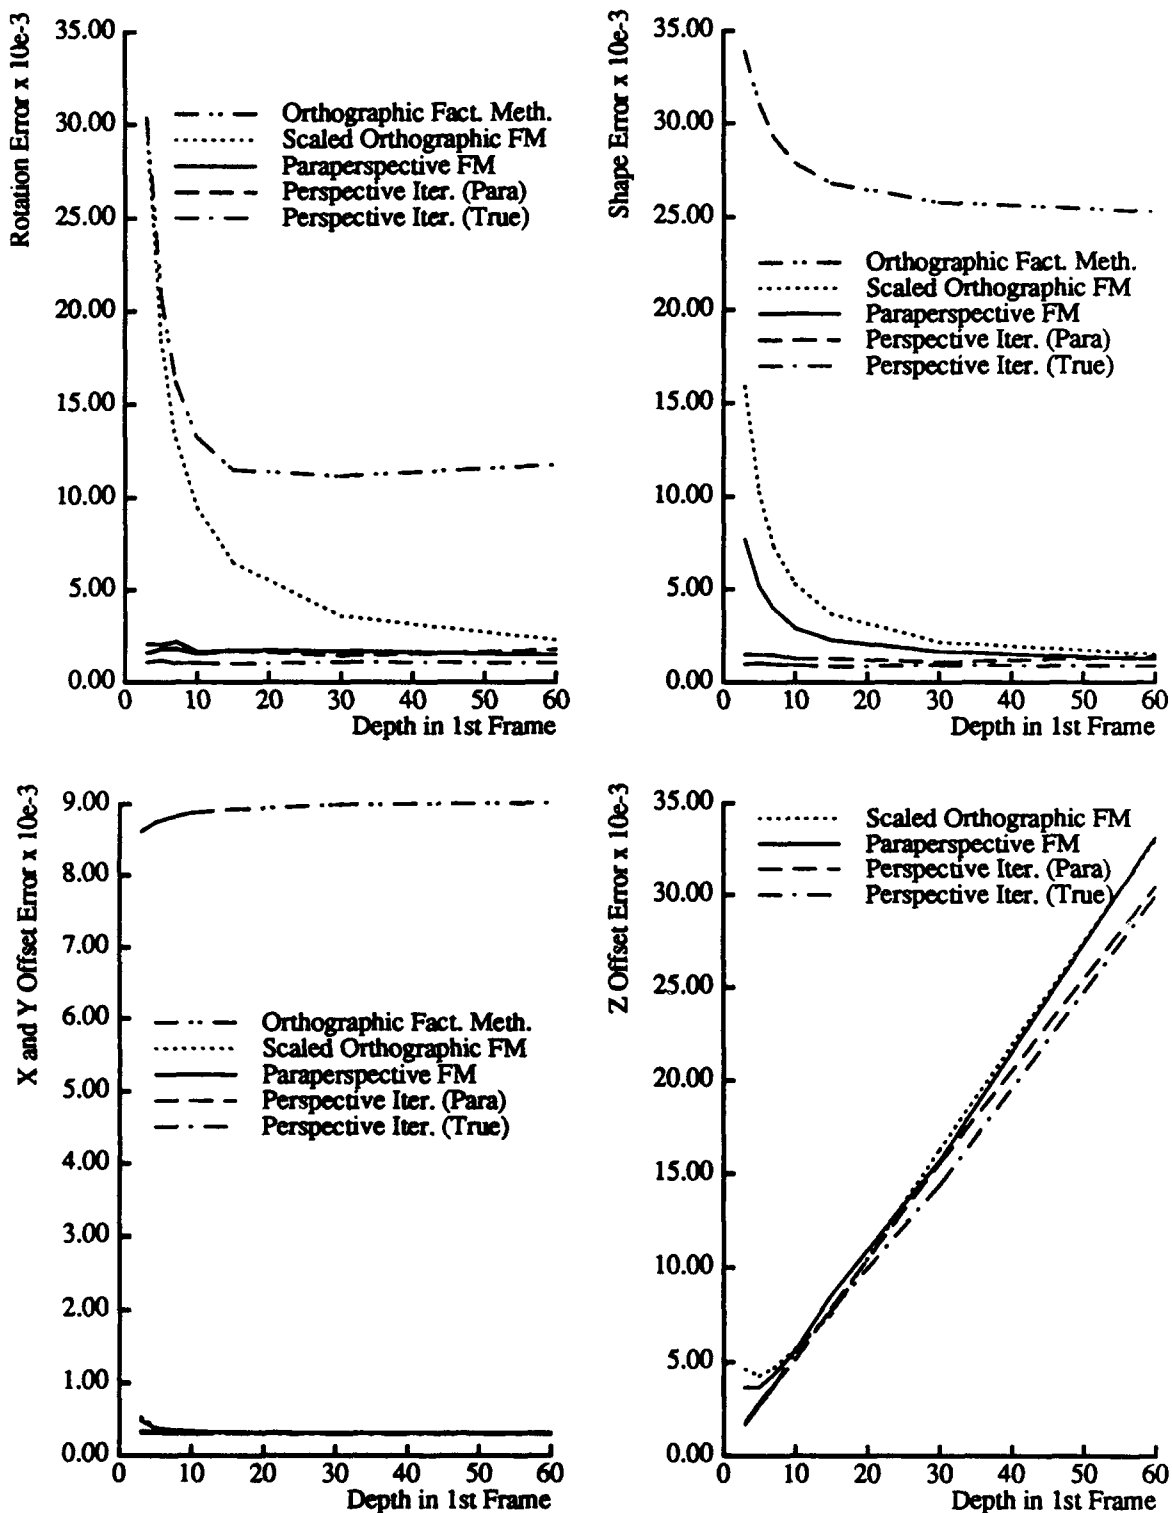 Rotation Error x 10e-3
35.00
30.00
25.00
20.00
15.00
10.00
5.00
0.00
Orthographic Fact. Meth.
Scaled Orthographic FM
Paraperspective FM
Perspective Iter. (Para)
Perspective Iter. (True)
0 10 20 30 40 50 60
Depth in 1st Frame
Shape Error x 10e-3
35.00
30.00
25.00
20.00
15.00
10.00
5.00
0.00
Orthographic Fact. Meth.
Scaled Orthographic FM
Paraperspective FM
Perspective Iter. (Para)
Perspective Iter. (True)
0 10 20 30 40 50 60
Depth in 1st Frame
X and Y Offset Error x 10e-3
9.00
8.00
7.00
6.00
5.00
4.00
3.00
2.00
1.00
0.00
Orthographic Fact. Meth.
Scaled Orthographic FM
Paraperspective FM
Perspective Iter. (Para)
Perspective Iter. (True)
0 10 20 30 40 50 60
Depth in 1st Frame
Z Offset Error x 10e-3
35.00
30.00
25.00
20.00
15.00
10.00
5.00
0.00
Scaled Orthographic FM
Paraperspective FM
Perspective Iter. (Para)
Perspective Iter. (True)
0 10 20 30 40 50 60
Depth in 1st Frame